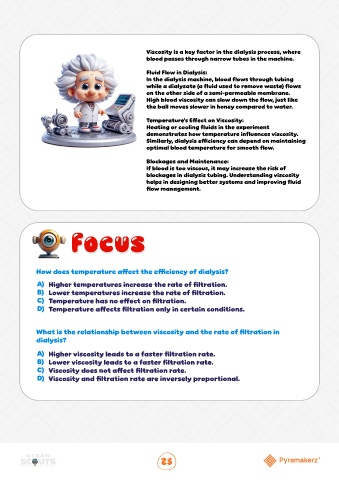 Viscosity is a key factor in the dialysis process, where
blood passes through narrow tubes in the machine.
Fluid Flow in Dialysis:
In the dialysis machine, blood flows through tubing
while a dialysate (a fluid used to remove waste) flows
on the other side of a semi-permeable membrane.
High blood viscosity can slow down the flow, just like
the ball moves slower in honey compared to water.
Temperature's Effect on Viscosity:
Heating or cooling fluids in the experiment
demonstrates how temperature influences viscosity.
Similarly, dialysis efficiency can depend on maintaining
optimal blood temperature for smooth flow.
Blockages and Maintenance:
If blood is too viscous, it may increase the risk of
blockages in dialysis tubing. Understanding viscosity
helps in designing better systems and improving fluid
flow management.
Focus
How does temperature affect the efficiency of dialysis?
A) Higher temperatures increase the rate of filtration.
B) Lower temperatures increase the rate of filtration.
C) Temperature has no effect on filtration.
D) Temperature affects filtration only in certain conditions.
What is the relationship between viscosity and the rate of filtration in
dialysis?
A) Higher viscosity leads to a faster filtration rate.
B) Lower viscosity leads to a faster filtration rate.
C) Viscosity does not affect filtration rate.
D) Viscosity and filtration rate are inversely proportional.
SCOUTS
25
Pyramakerz